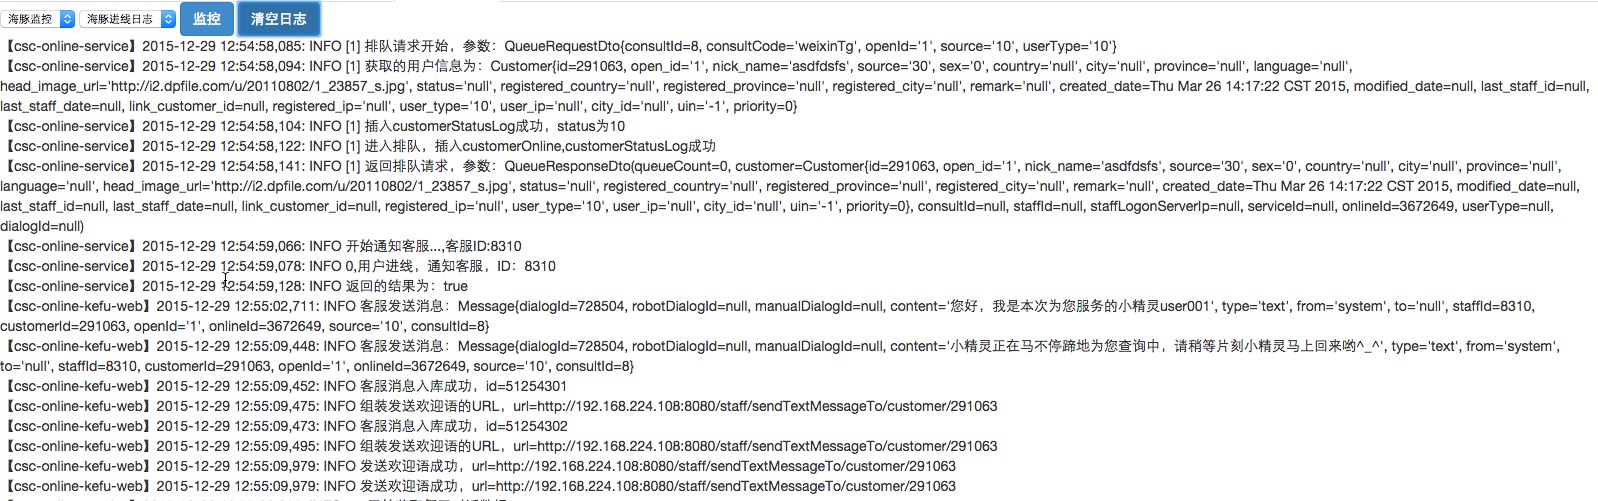 海豚监控 海豚进线日志 监控 清空日志
【csc-online-service】2015-12-29 12:54:58,085: INFO [1] 排队请求开始，参数：QueueRequestDto{consultId=8, consultCode='weixinTg', openId='1', source='10', userType='10'}
【csc-online-service】2015-12-29 12:54:58,094: INFO [1] 获取的用户信息为：Customer{id=291063, open_id='1', nick_name='asdfdsfs', source='30', sex='0', country='null', city='null', province='null', language='null',
head_image_url='http://i2.dpfile.com/u/20110802/1_23857_s.jpg', status='null', registered_country='null', registered_province='null', registered_city='null', remark='null', created_date=Thu Mar 26 14:17:22 CST 2015, modified_date=null, last_staff_id=null,
last_staff_date=null, link_customer_id=null, registered_ip='null', user_type='10', user_ip='null', city_id='null', uin='-1', priority=0}
【csc-online-service】2015-12-29 12:54:58,104: INFO [1] 插入customerStatusLog成功，status为10
【csc-online-service】2015-12-29 12:54:58,122: INFO [1] 进入排队，插入customerOnline,customerStatusLog成功
【csc-online-service】2015-12-29 12:54:58,141: INFO [1] 返回排队请求，参数：QueueResponseDto(queueCount=0, customer=Customer{id=291063, open_id='1', nick_name='asdfdsfs', source='30', sex='0', country='null', city='null', province='null',
language='null', head_image_url='http://i2.dpfile.com/u/20110802/1_23857_s.jpg', status='null', registered_country='null', registered_province='null', registered_city='null', remark='null', created_date=Thu Mar 26 14:17:22 CST 2015, modified_date=null,
last_staff_id=null, last_staff_date=null, link_customer_id=null, registered_ip='null', user_type='10', user_ip='null', city_id='null', uin='-1', priority=0}, consultId=null, staffId=null, staffLogonServerIp=null, serviceId=null, onlineId=3672649, userType=null,
dialogId=null)
【csc-online-service】2015-12-29 12:54:59,066: INFO 开始通知客服...,客服ID:8310
【csc-online-service】2015-12-29 12:54:59,078: INFO 0,用户进线，通知客服，ID：8310
【csc-online-service】2015-12-29 12:54:59,128: INFO 返回的结果为：true
【csc-online-kefu-web】2015-12-29 12:55:02,711: INFO 客服发送消息：Message{dialogId=728504, robotDialogId=null, manualDialogId=null, content='您好，我是本次为您服务的小精灵user001', type='text', from='system', to='null', staffId=8310,
customerId=291063, openId='1', onlineId=3672649, source='10', consultId=8}
【csc-online-kefu-web】2015-12-29 12:55:09,448: INFO 客服发送消息：Message{dialogId=728504, robotDialogId=null, manualDialogId=null, content='小精灵正在马不停蹄地为您查询中，请稍等片刻小精灵马上回来哟^_^', type='text', from='system',
to='null', staffId=8310, customerId=291063, openId='1', onlineId=3672649, source='10', consultId=8}
【csc-online-kefu-web】2015-12-29 12:55:09,452: INFO 客服消息入库成功，id=51254301
【csc-online-kefu-web】2015-12-29 12:55:09,475: INFO 组装发送欢迎语的URL，url=http://192.168.224.108:8080/staff/sendTextMessageTo/customer/291063
【csc-online-kefu-web】2015-12-29 12:55:09,473: INFO 客服消息入库成功，id=51254302
【csc-online-kefu-web】2015-12-29 12:55:09,495: INFO 组装发送欢迎语的URL，url=http://192.168.224.108:8080/staff/sendTextMessageTo/customer/291063
【csc-online-kefu-web】2015-12-29 12:55:09,979: INFO 发送欢迎语成功，url=http://192.168.224.108:8080/staff/sendTextMessageTo/customer/291063
【csc-online-kefu-web】2015-12-29 12:55:09,979: INFO 发送欢迎语成功，url=http://192.168.224.108:8080/staff/sendTextMessageTo/customer/291063